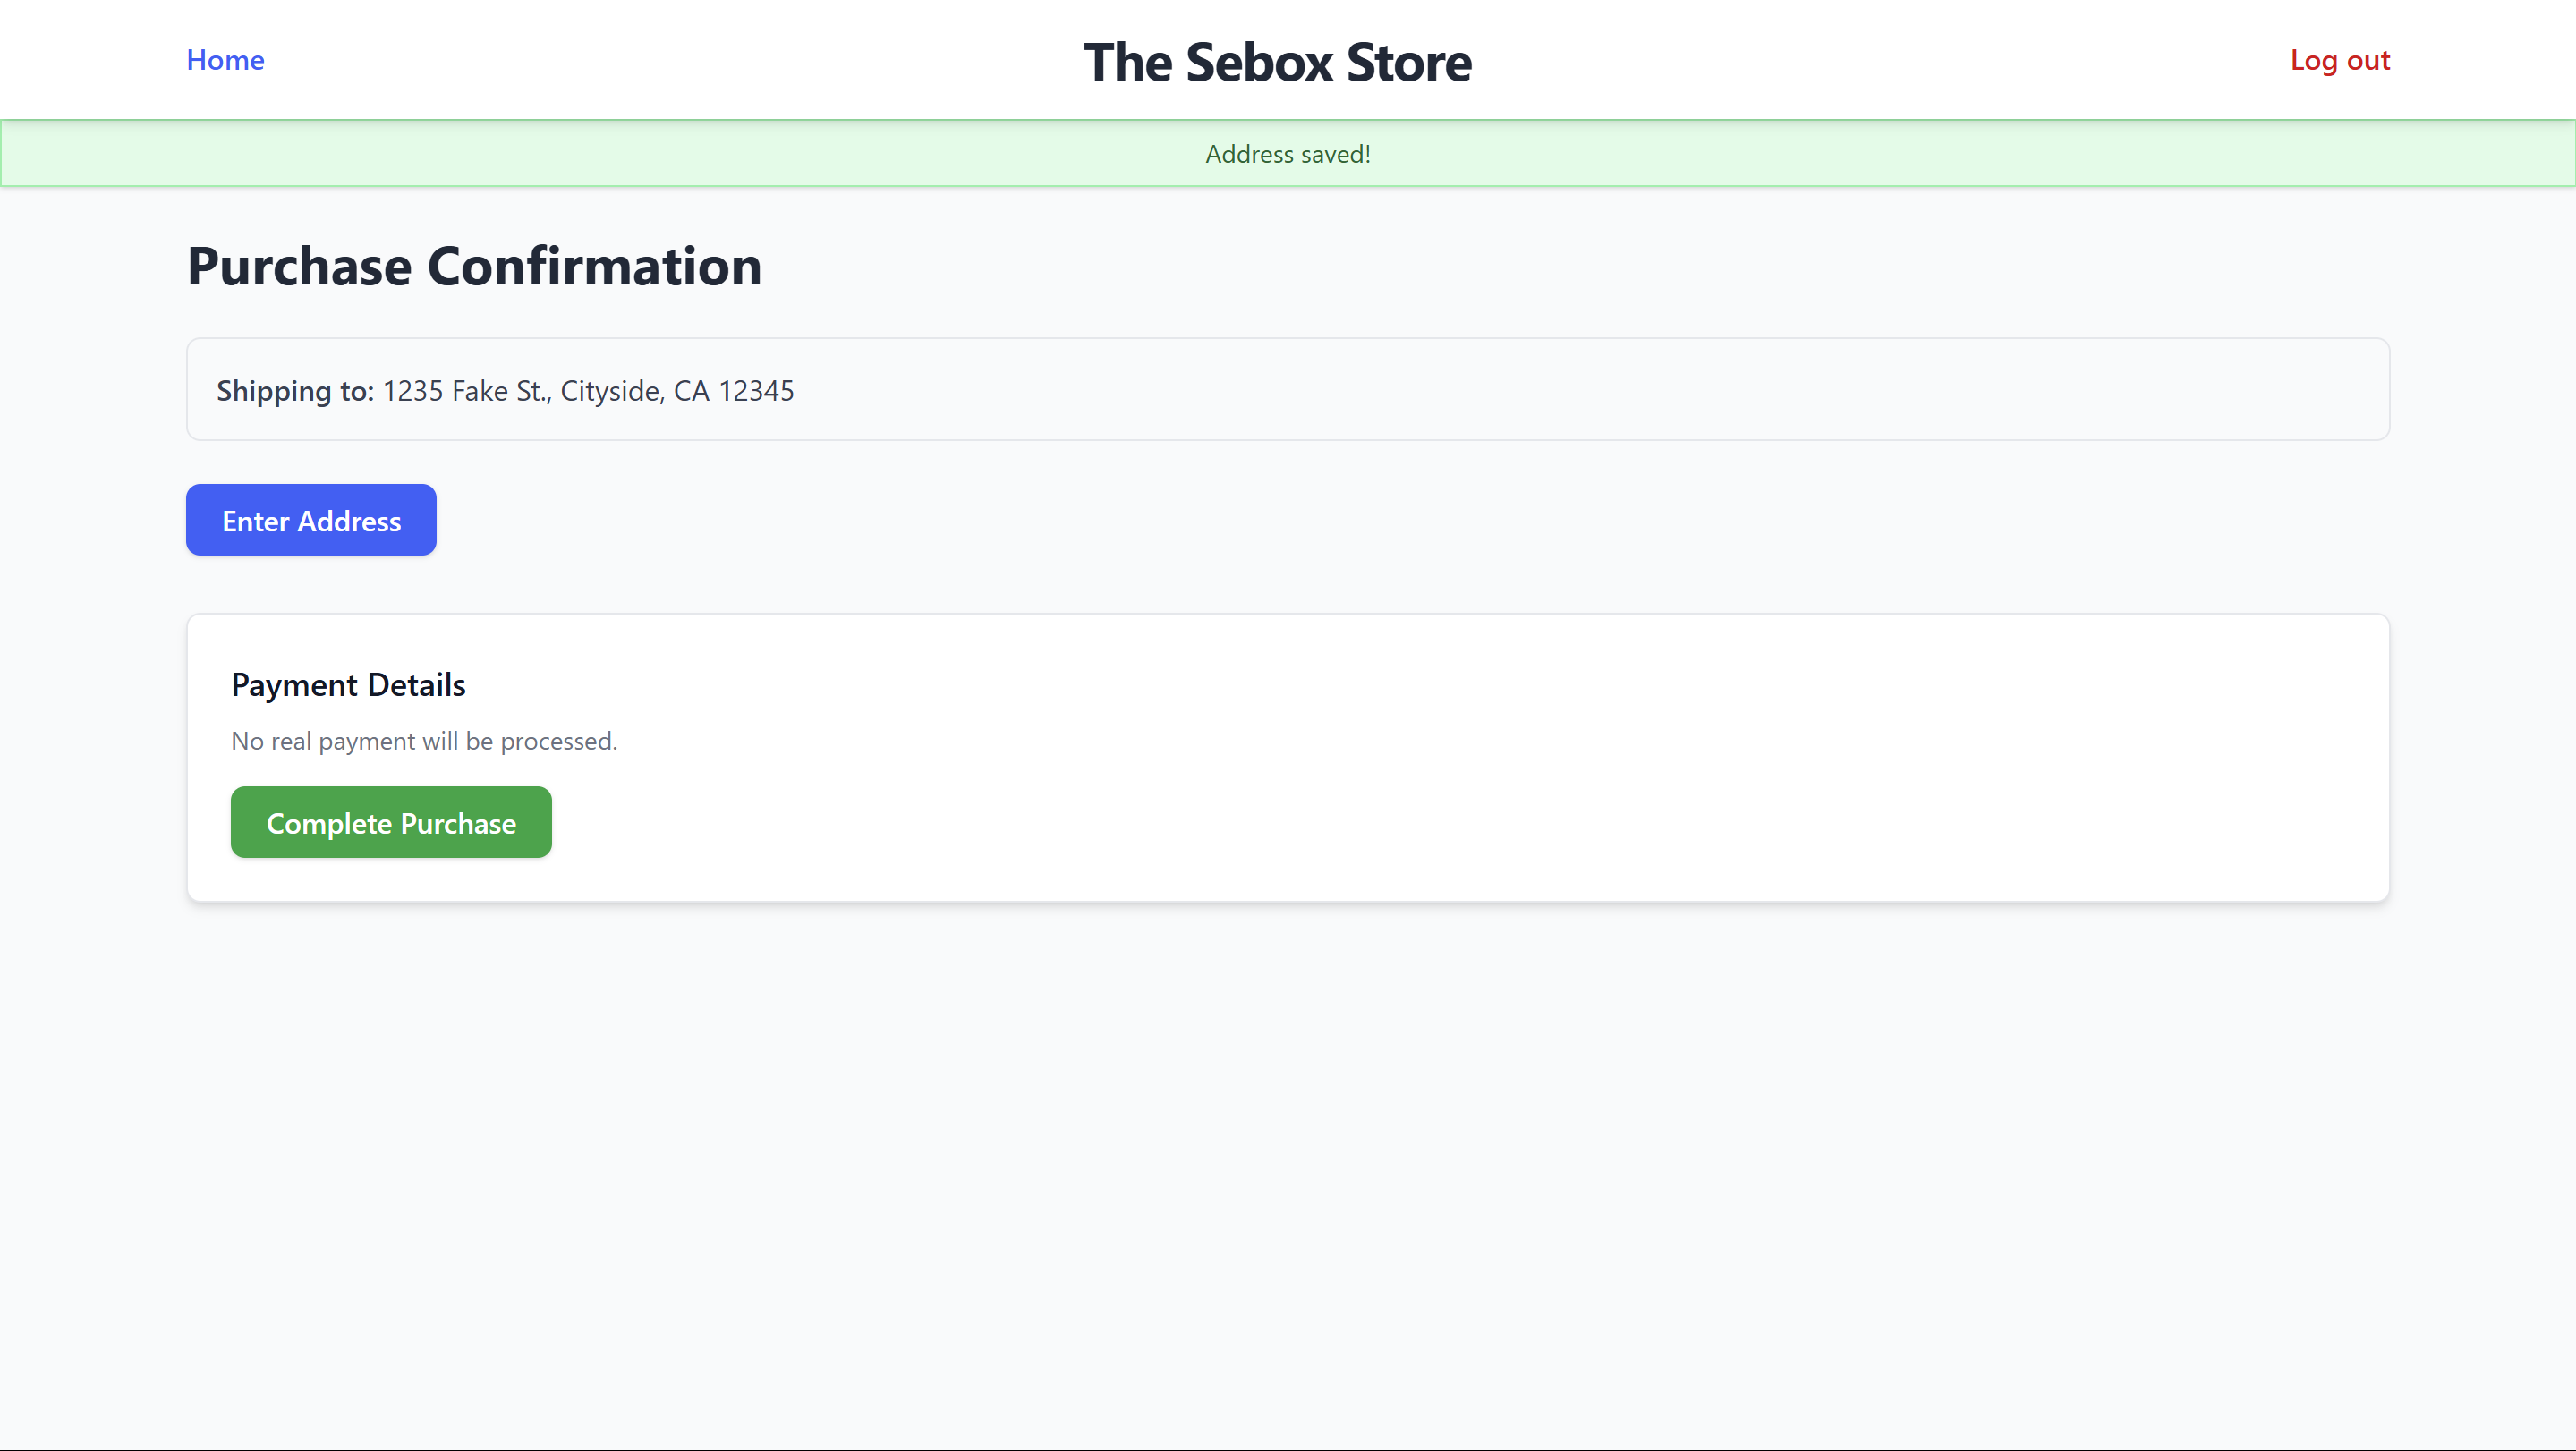 Home
The Sebox Store
Log out
Address saved!
Purchase Confirmation
Shipping to: 1235 Fake St., Cityside, CA 12345
Enter Address
Payment Details
No real payment will be processed.
Complete Purchase